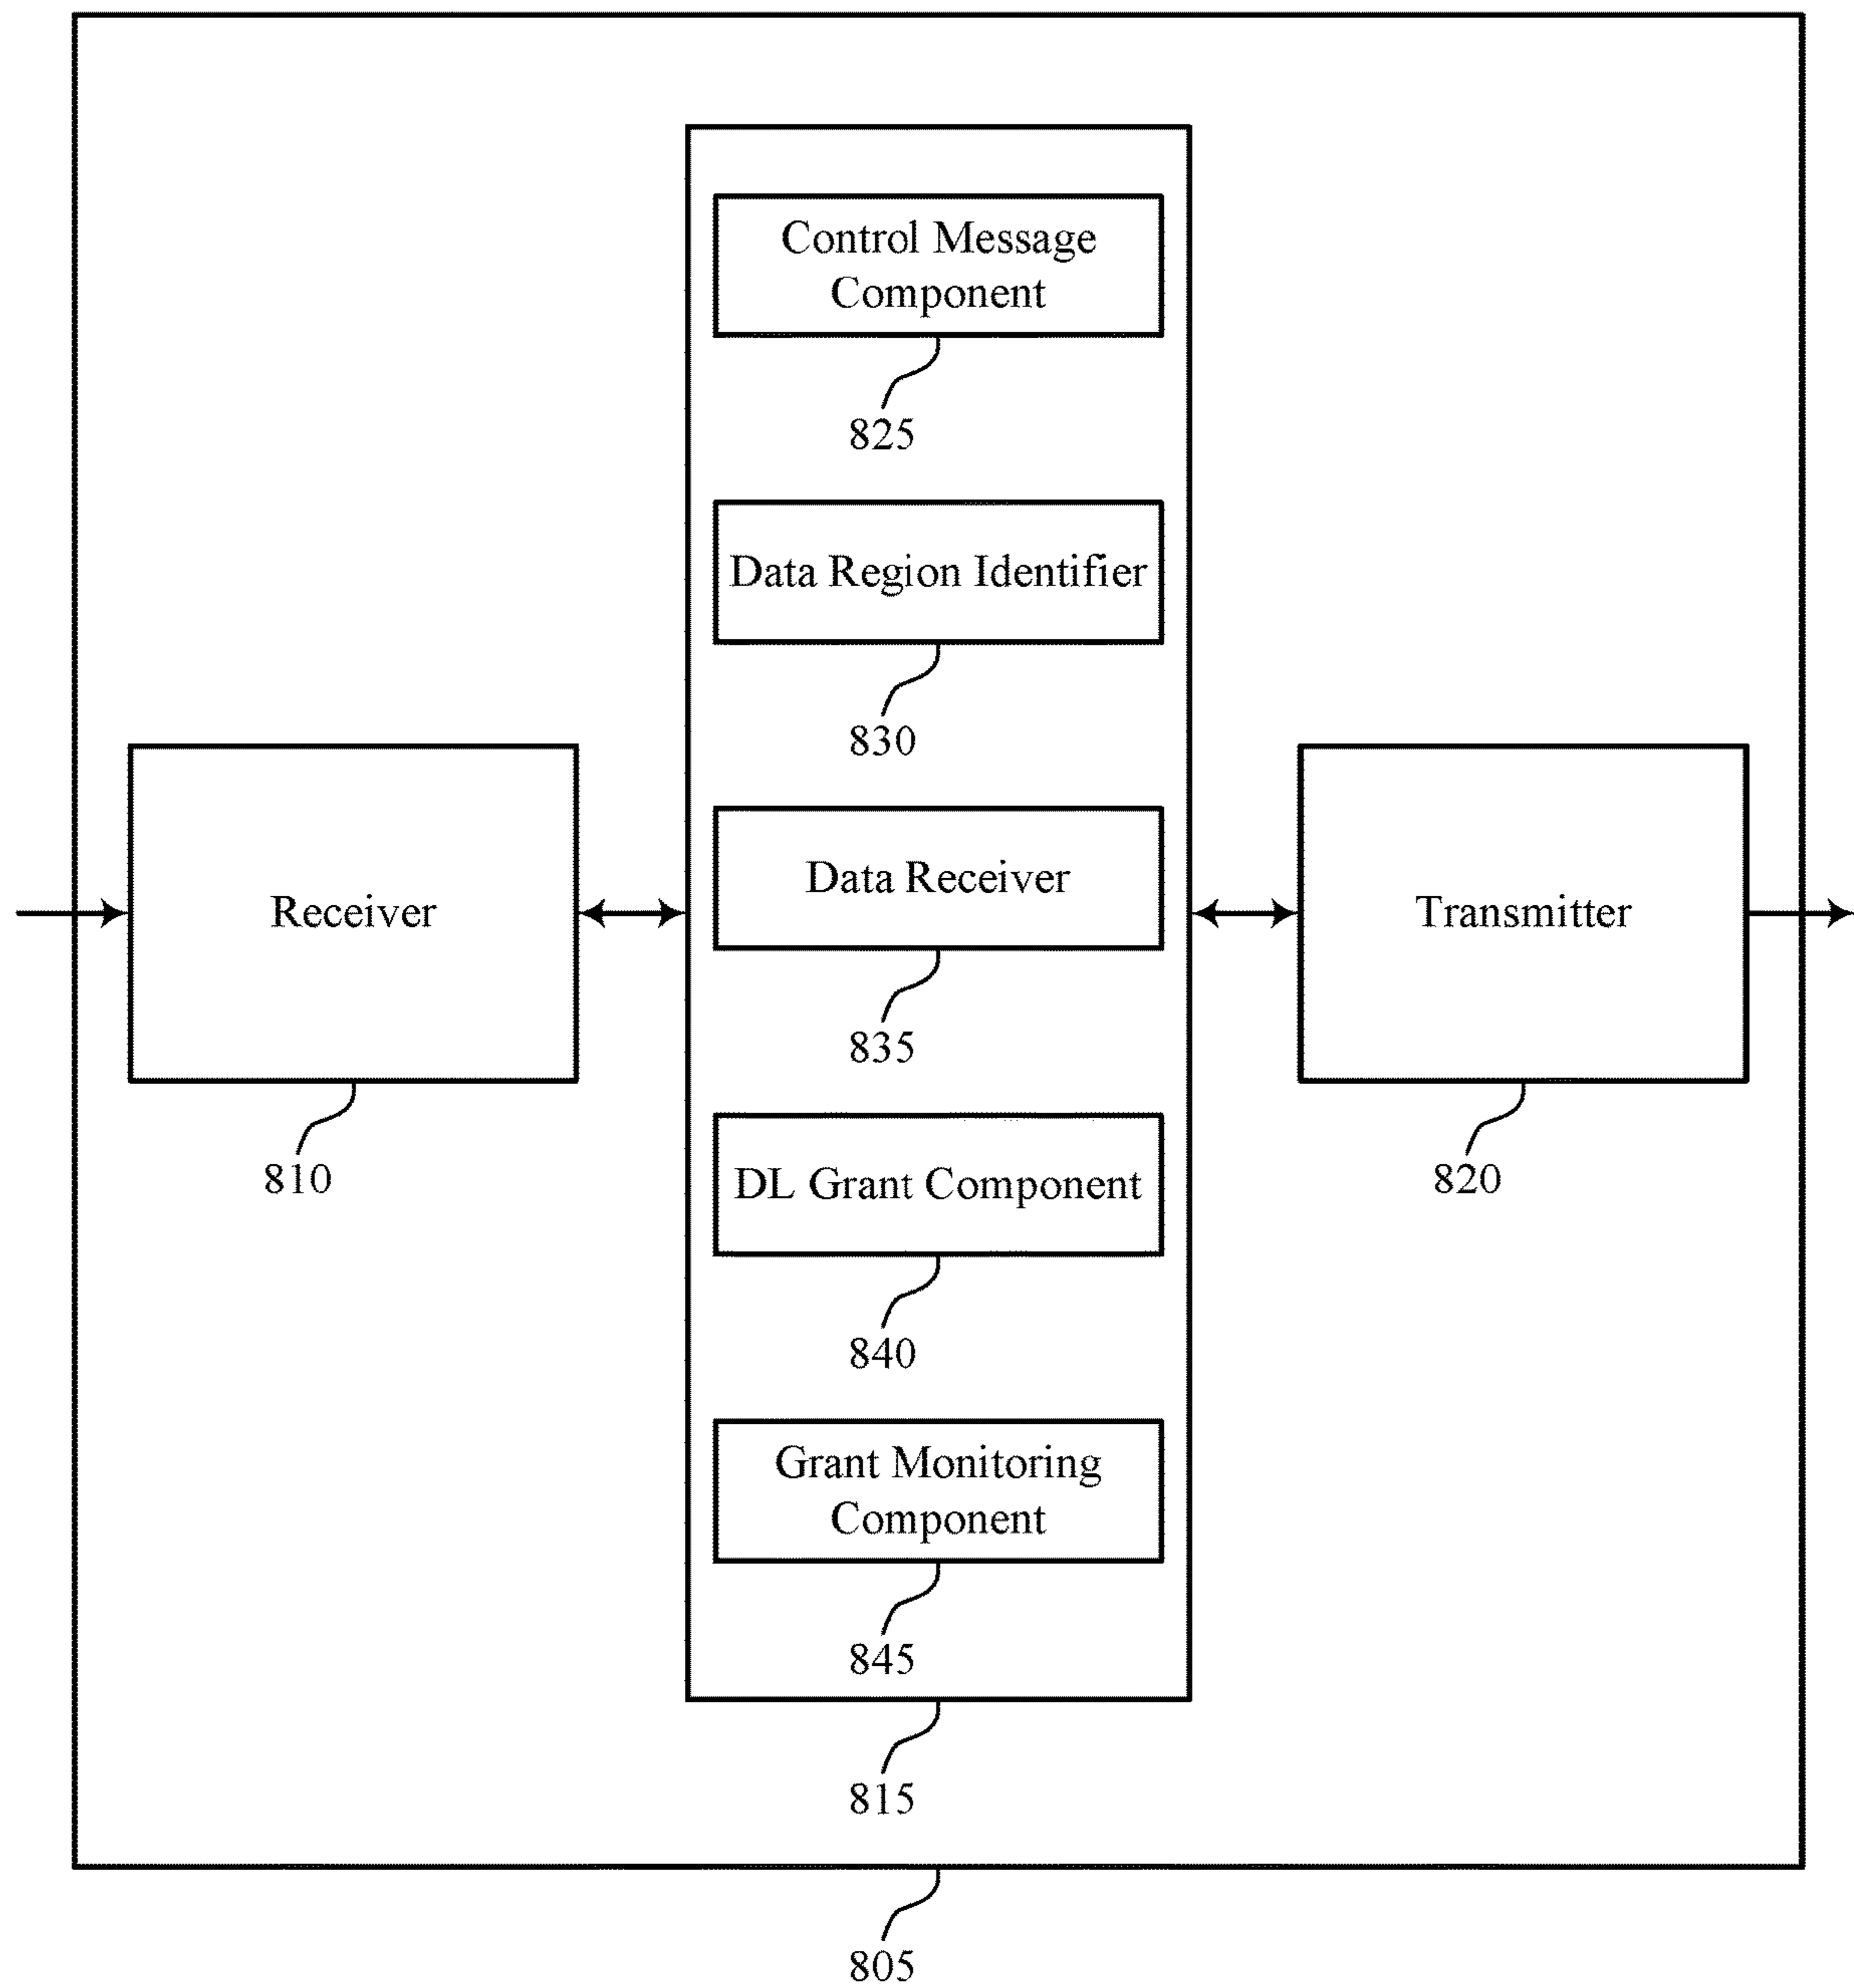 Control Message
Component
825
Data Region Identifier
830
Data Receiver
835
Receiver
810
Transmitter
820
DL Grant Component
840
Grant Monitoring
Component
845
815
805